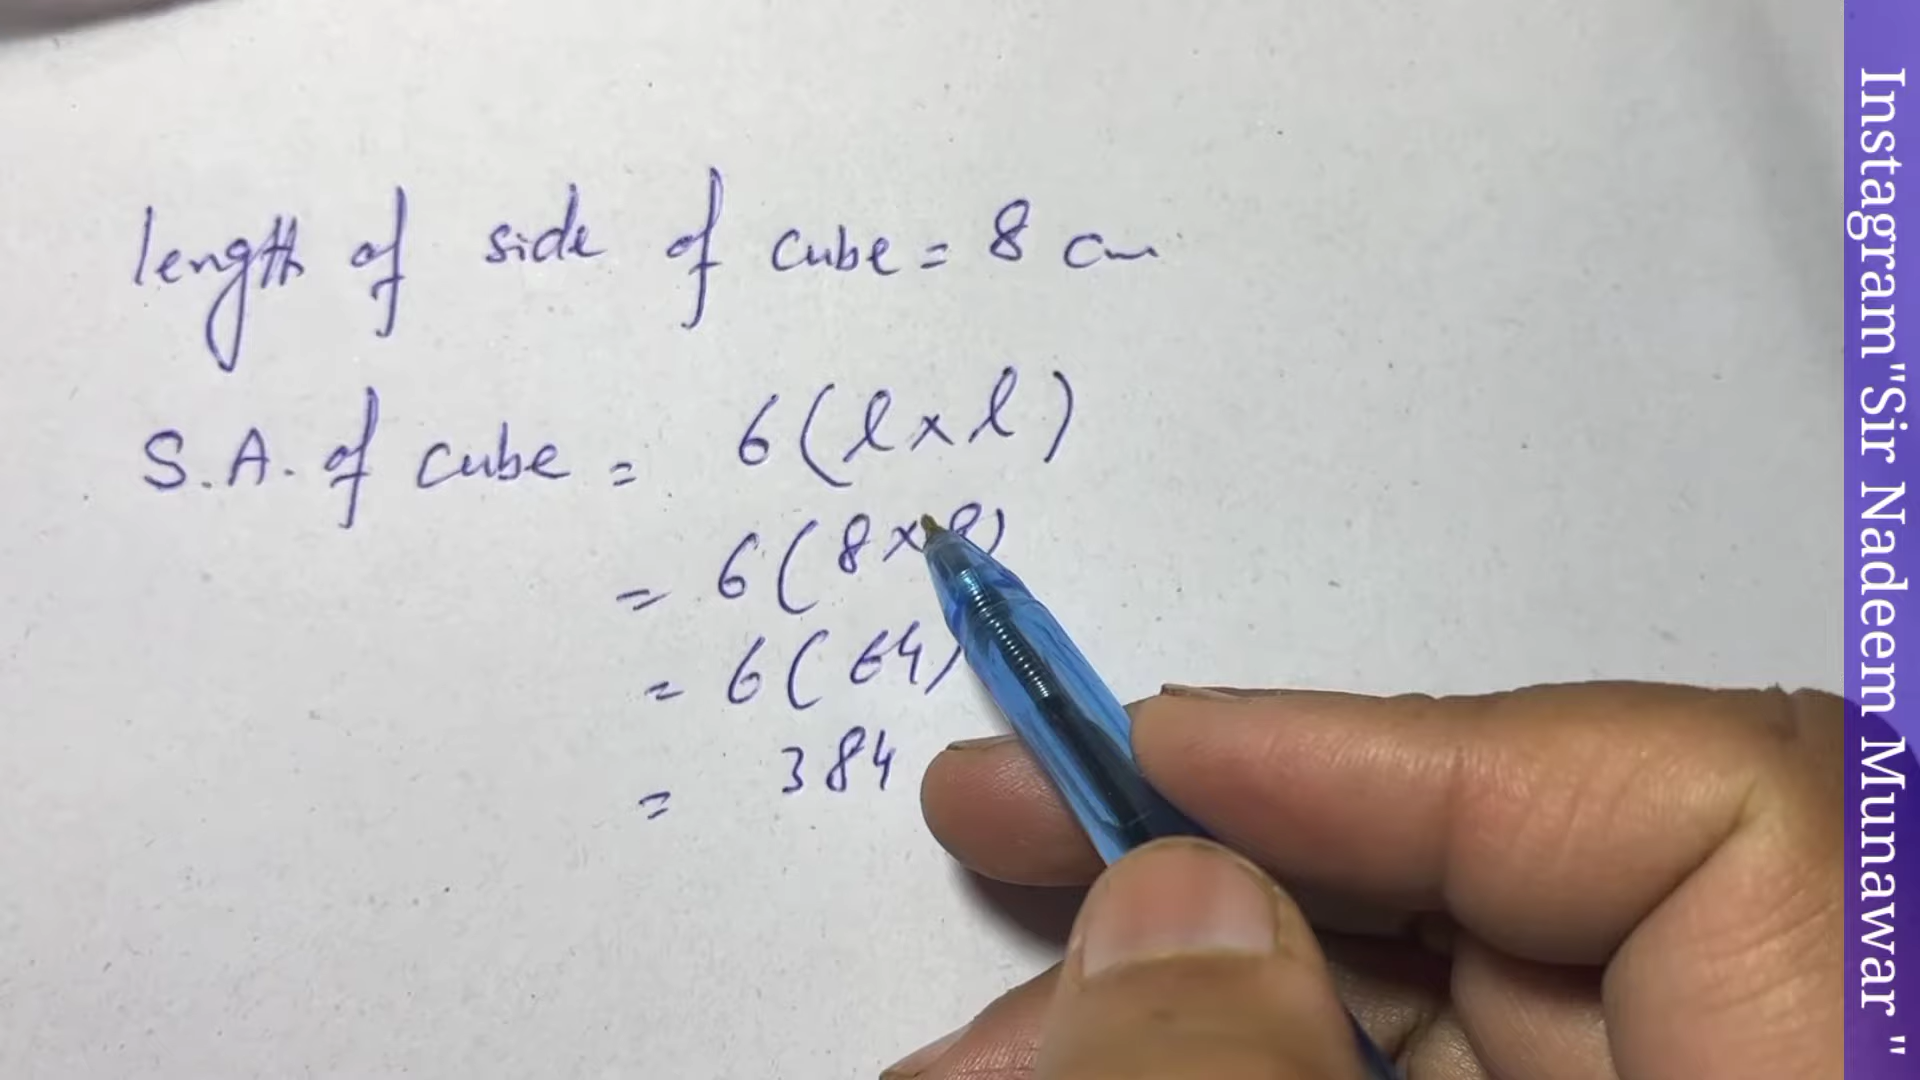 length of side of cube = 8 cm
S.A. of cube = 6 ( l x l )
= 6 ( 8 x 8 )
= 6 ( 64 )
= 384
Instagram"Sir Nadeem Munawar "